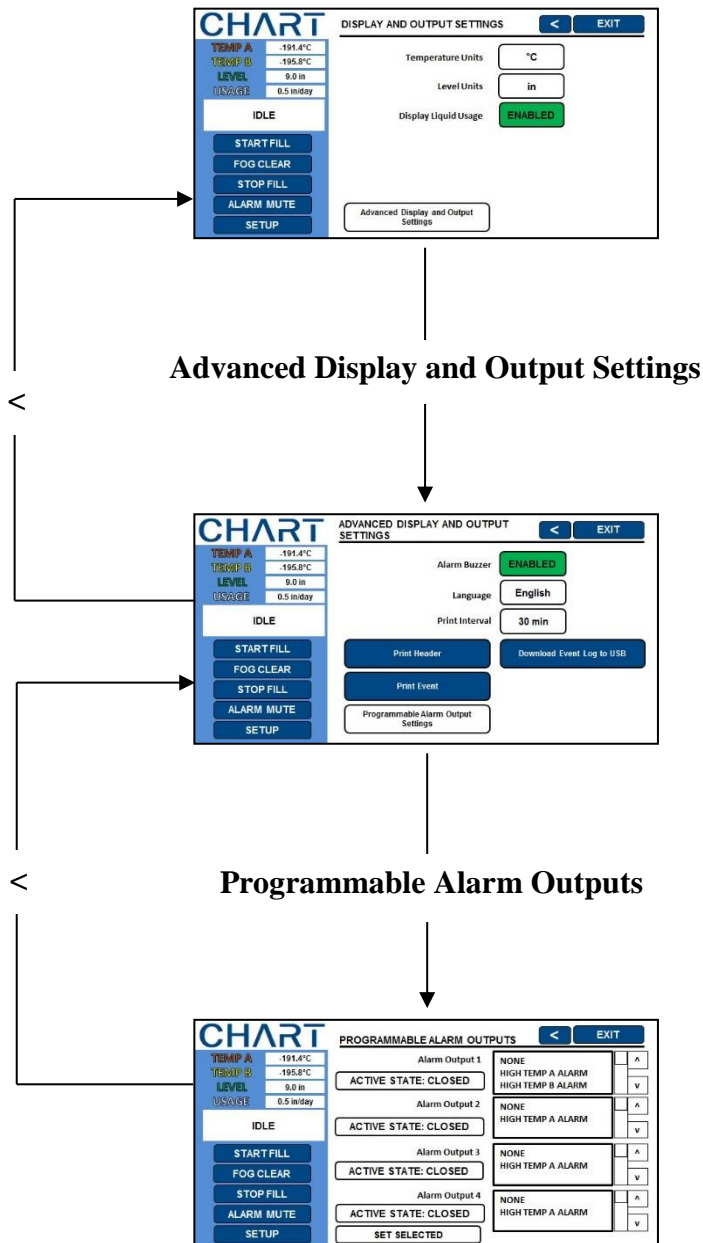 CHART
DISPLAY AND OUTPUT SETTINGS
<
EXIT
TEMP A -191.4°C
TEMP B -195.8°C
LEVEL 9.0 in
USAGE 0.5 in/day
IDLE
START FILL
FOG CLEAR
STOP FILL
ALARM MUTE
SETUP
Temperature Units °C
Level Units in
Display Liquid Usage ENABLED
Advanced Display and Output
Settings
Advanced Display and Output Settings
<
CHART
ADVANCED DISPLAY AND OUTPUT
SETTINGS
<
EXIT
TEMP A -191.4°C
TEMP B -195.8°C
LEVEL 9.0 in
USAGE 0.5 in/day
IDLE
START FILL
FOG CLEAR
STOP FILL
ALARM MUTE
SETUP
Alarm Buzzer ENABLED
Language English
Print Interval 30 min
Print Header
Download Event Log to USB
Print Event
Programmable Alarm Output
Settings
<
Programmable Alarm Outputs
CHART
PROGRAMMABLE ALARM OUTPUTS
<
EXIT
TEMP A -191.4°C
TEMP B -195.8°C
LEVEL 9.0 in
USAGE 0.5 in/day
IDLE
START FILL
FOG CLEAR
STOP FILL
ALARM MUTE
SETUP
Alarm Output 1
ACTIVE STATE: CLOSED
NONE
HIGH TEMP A ALARM
HIGH TEMP B ALARM
^
v
Alarm Output 2
ACTIVE STATE: CLOSED
NONE
HIGH TEMP A ALARM
^
v
Alarm Output 3
ACTIVE STATE: CLOSED
NONE
HIGH TEMP A ALARM
^
v
Alarm Output 4
ACTIVE STATE: CLOSED
NONE
HIGH TEMP A ALARM
^
v
SET SELECTED